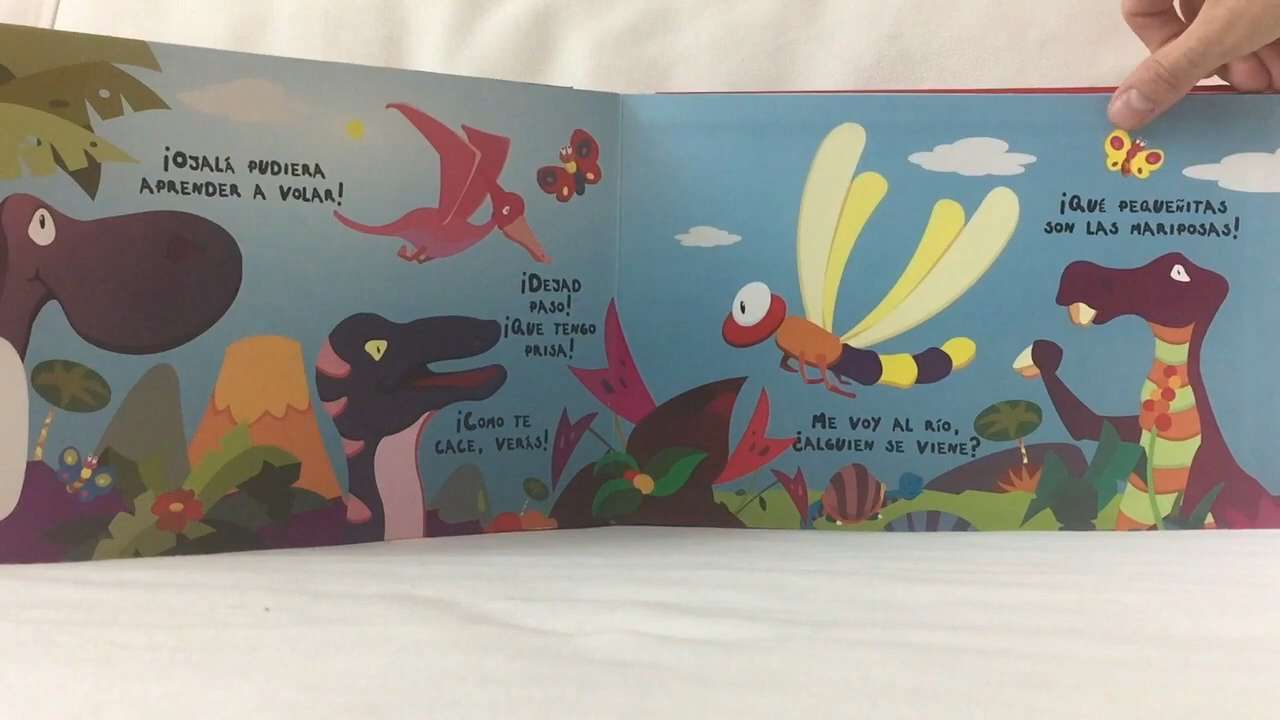 ¡OJALÁ PUDIERA
APRENDER A VOLAR!
¡DEJAD
PASO!
¡QUE TENGO
PRISA!
¡COMO TE
CACE, VERÁS!
¡QUÉ PEQUEÑITAS
SON LAS MARIPOSAS!
ME VOY AL RÍO,
¿ALGUIEN SE VIENE?